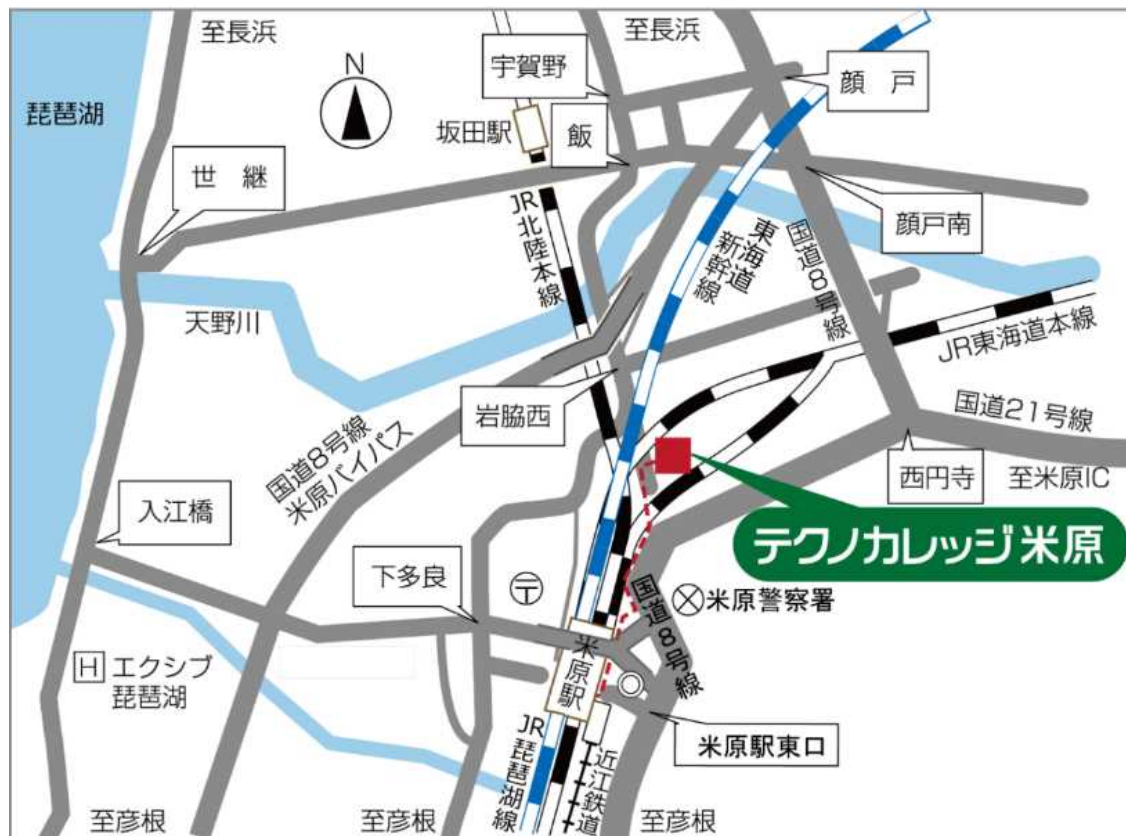 至長浜
至長浜
N
宇賀野
顔 戸
琵琶湖
坂田駅
飯
世 継
顔戸南
JR北陸本線
東海道
新幹線
国道8号線
天野川
JR東海道本線
岩脇西
国道21号線
国道8号線
米原バイパス
西円寺
至米原IC
入江橋
テクノカレッジ米原
下多良
〒
米原警察署
国道8号線
米原駅
H エクシブ
琵琶湖
米原駅東口
JR琵琶湖線
近江鉄道
至彦根
至彦根
至彦根